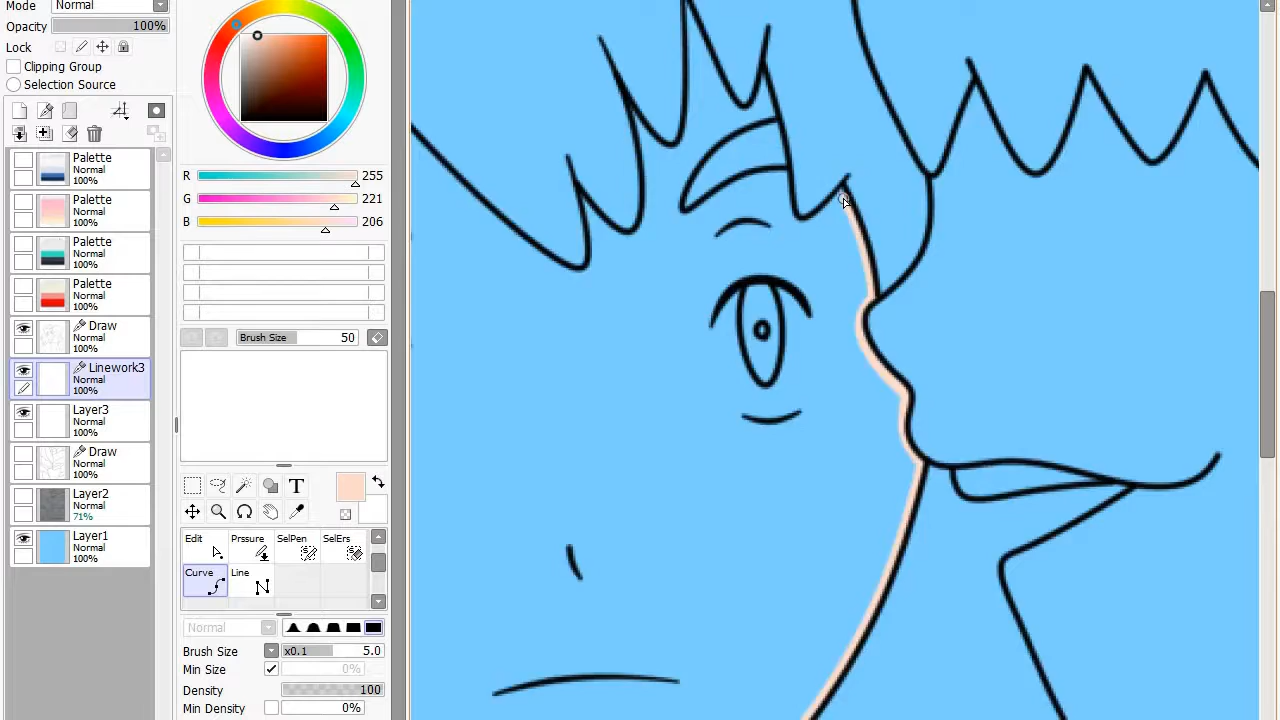 Mode Normal
Opacity 100%
Lock
Clipping Group
Selection Source
Palette
Normal
100%
Palette
Normal
100%
Palette
Normal
100%
Palette
Normal
100%
Draw
Normal
100%
Linework3
Normal
100%
Layer3
Normal
100%
Draw
Normal
100%
Layer2
Normal
71%
Layer1
Normal
100%
R 255
G 221
B 206
Brush Size 50
T
Edit Prssure SelPen SelErs
Curve Line
Normal
Brush Size x0.1 5.0
Min Size 0%
Density 100
Min Density 0%